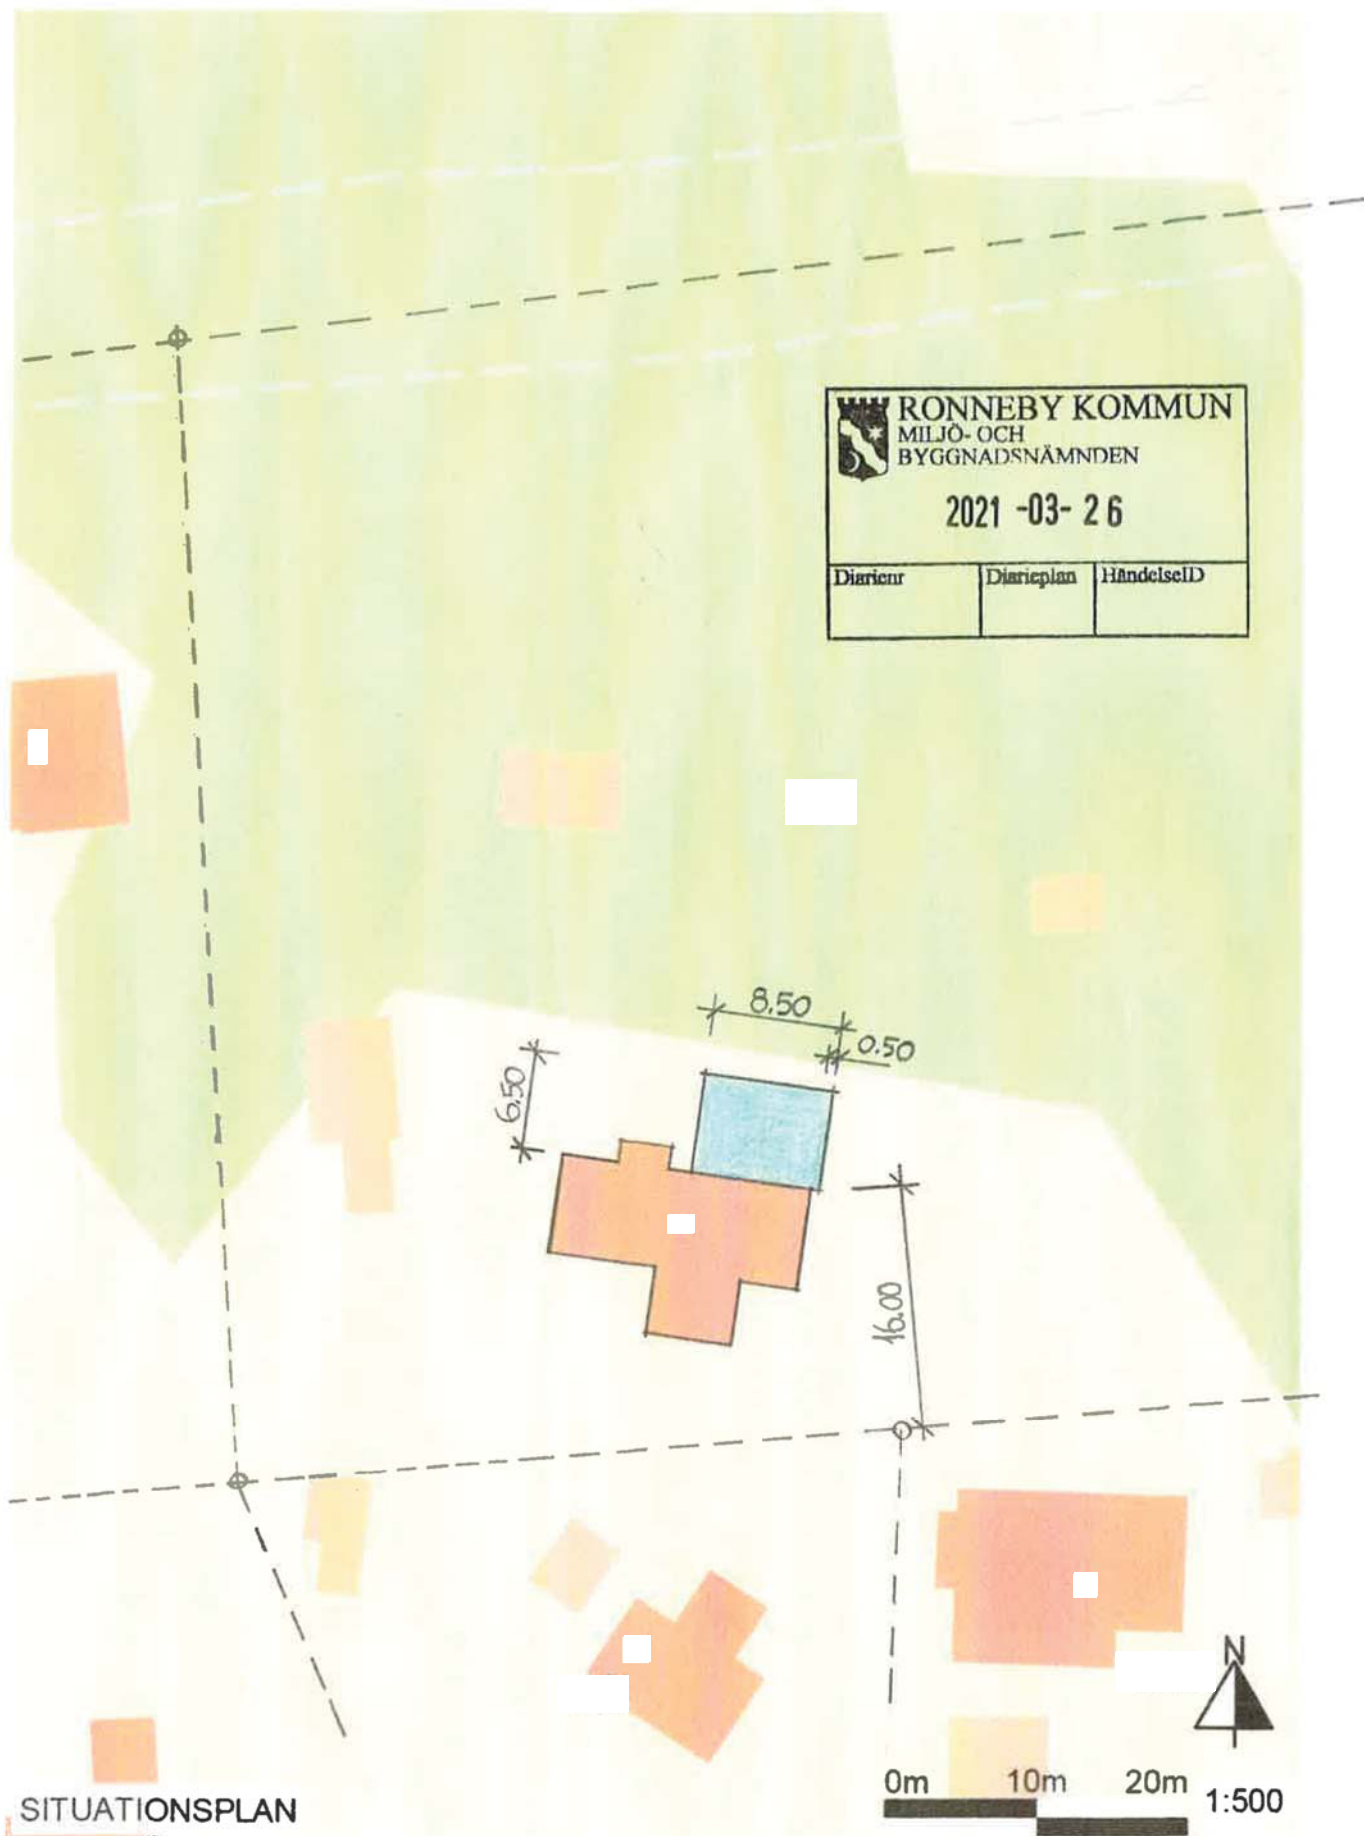 RONNEBY KOMMUN
MILJÖ- OCH
BYGGNADSNÄMNDEN
2021 -03- 26
Diarienr
Diarieplan
HändelseID
8.50
0.50
6.50
16.00
N
0m 10m 20m
1:500
SITUATIONSPLAN